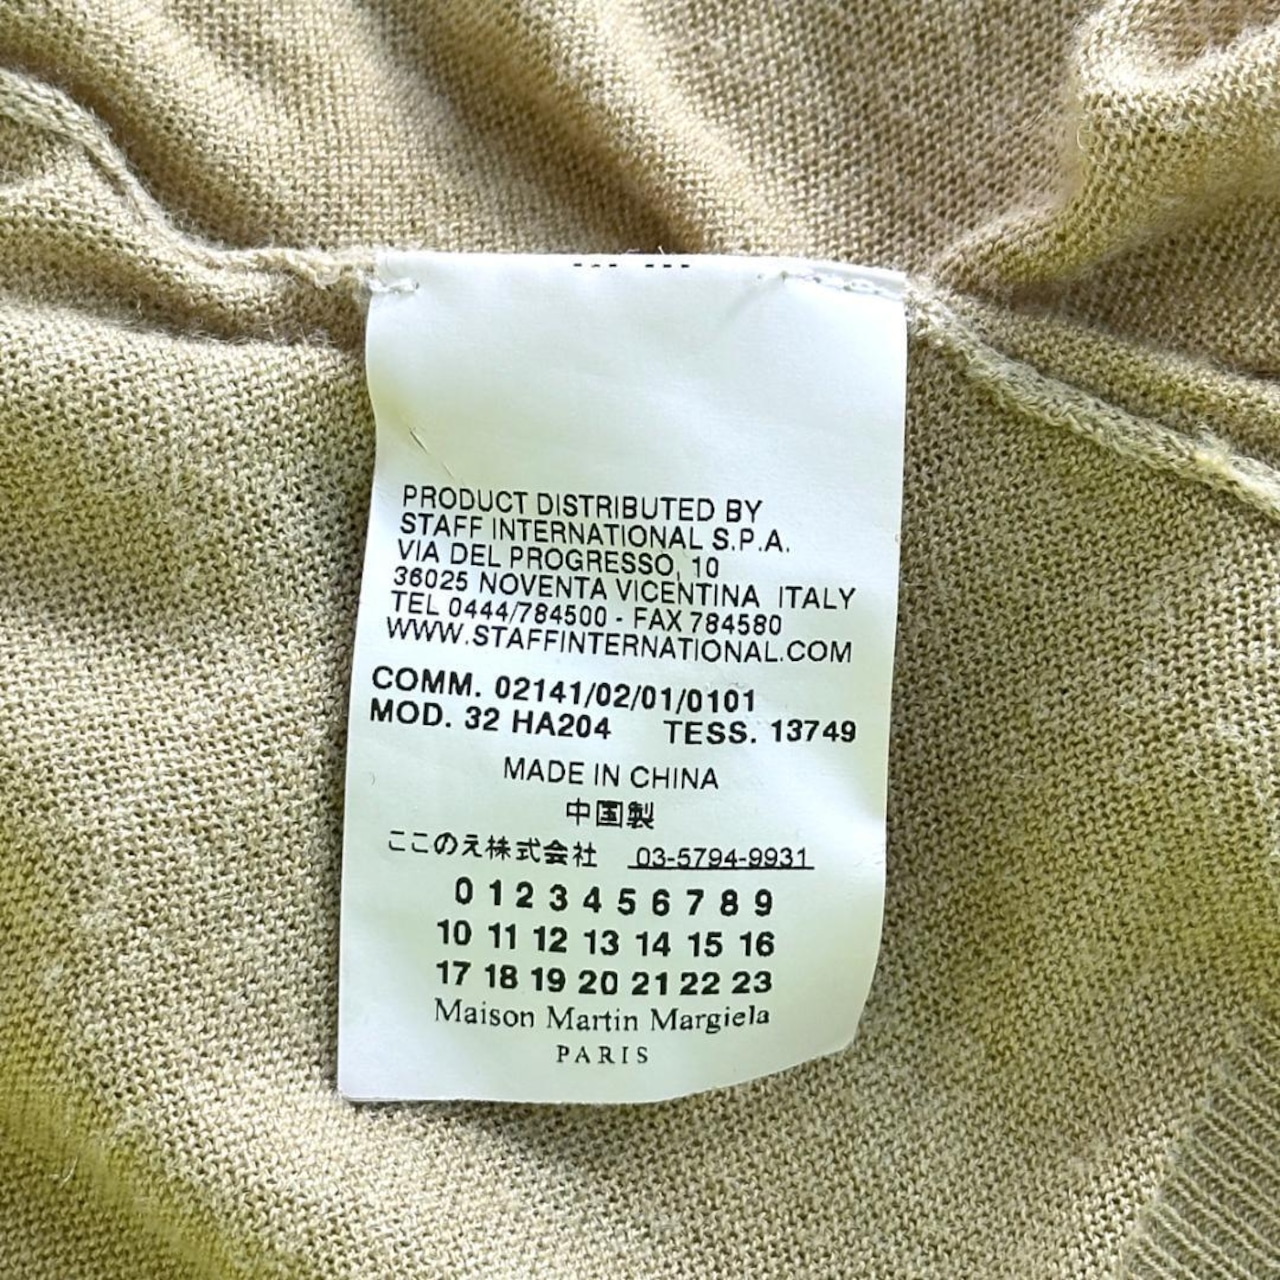 PRODUCT DISTRIBUTED BY
STAFF INTERNATIONAL S.P.A.
VIA DEL PROGRESSO, 10
36025 NOVENTA VICENTINA ITALY
TEL 0444/784500 - FAX 784580
WWW.STAFFINTERNATIONAL.COM
COMM. 02141/02/01/0101
MOD. 32 HA204 TESS. 13749
MADE IN CHINA
中国製
ここのえ株式会社 03-5794-9931
0 1 2 3 4 5 6 7 8 9
10 11 12 13 14 15 16
17 18 19 20 21 22 23
Maison Martin Margiela
PARIS